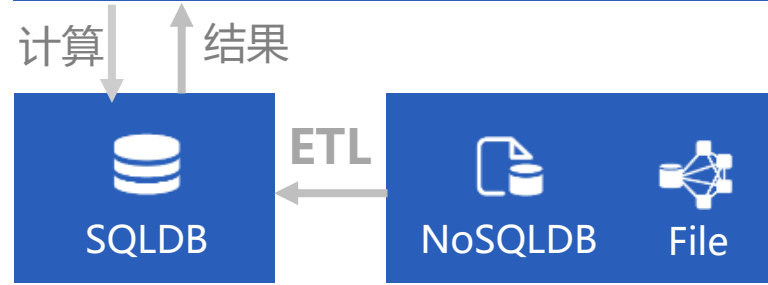 计算
结果
ETL
SQLDB
NoSQLDB
File